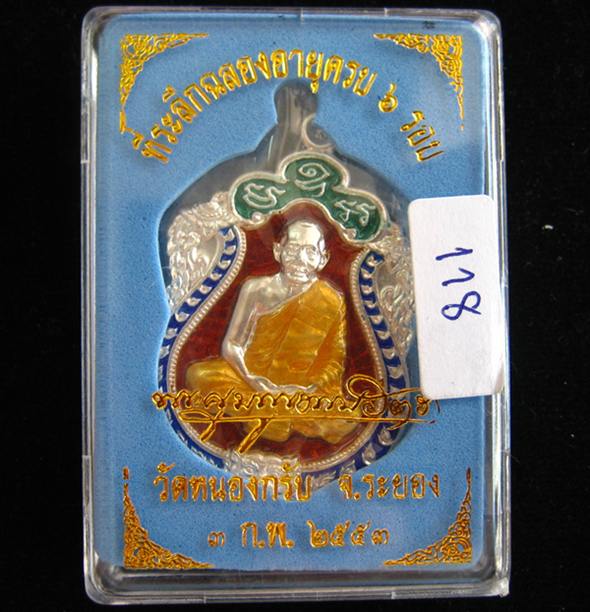 ที่ระลึกฉลองอายุครบ ๖ รอบ
118
วัดหนองกรับ จ.ระยอง
๓ ก.พ. ๒๕๕๓